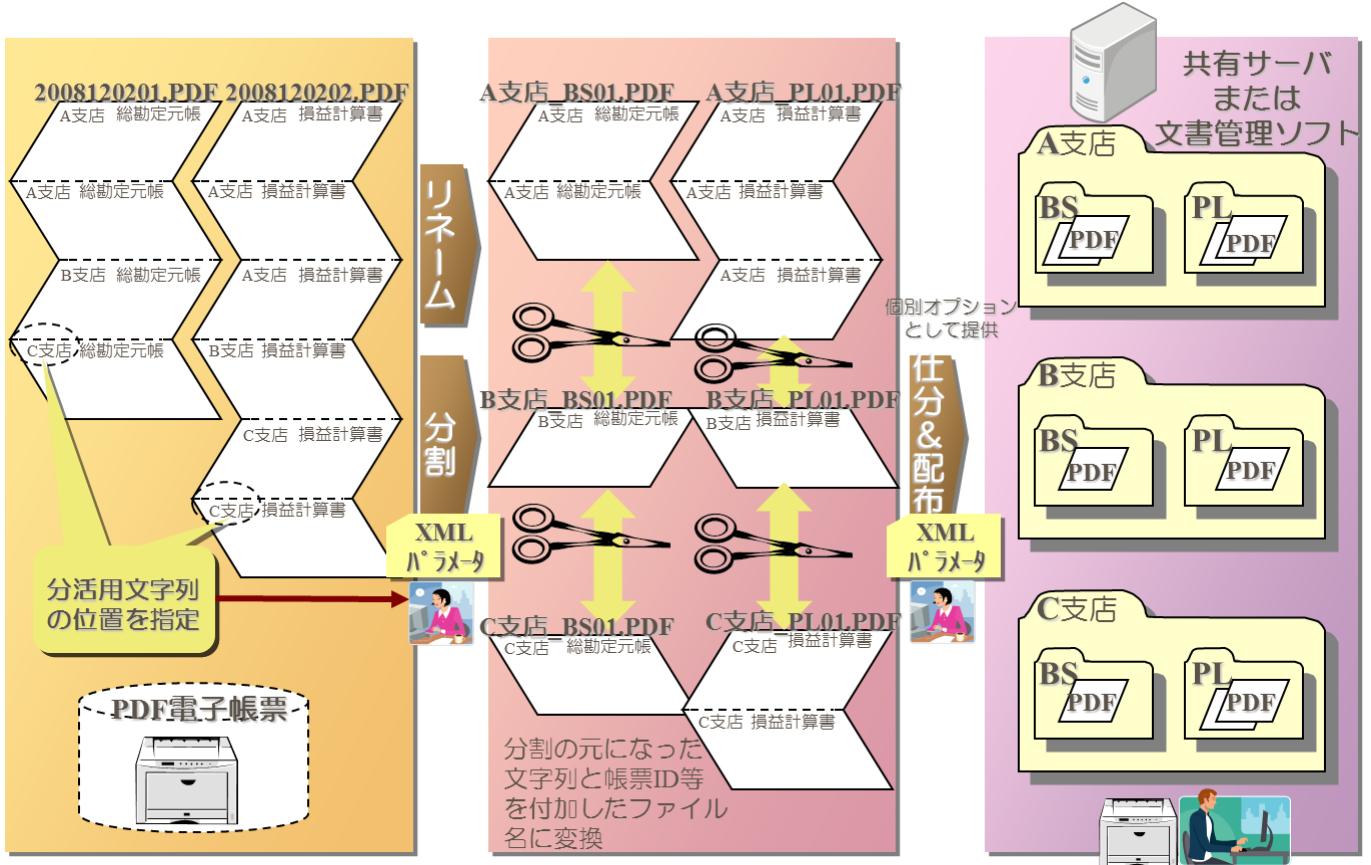 2008120201.PDF
2008120202.PDF
A支店 総勘定元帳
A支店 総勘定元帳
B支店 総勘定元帳
C支店 総勘定元帳
A支店 損益計算書
A支店 損益計算書
A支店 損益計算書
B支店 損益計算書
C支店 損益計算書
C支店 損益計算書
分活用文字列
の位置を指定
PDF電子帳票
リネーム
分割
XML
パラメータ
A支店_BS01.PDF
A支店 総勘定元帳
A支店 総勘定元帳
A支店_PL01.PDF
A支店 損益計算書
A支店 損益計算書
A支店 損益計算書
B支店_BS01.PDF
B支店 総勘定元帳
B支店_PL01.PDF
B支店 損益計算書
C支店_BS01.PDF
C支店 総勘定元帳
C支店_PL01.PDF
C支店 損益計算書
C支店 損益計算書
分割の元になった
文字列と帳票ID等
を付加したファイル
名に変換
個別オプション
として提供
仕分&配布
XML
パラメータ
共有サーバ
または
文書管理ソフト
A支店
BS
PDF
PL
PDF
B支店
BS
PDF
PL
PDF
C支店
BS
PDF
PL
PDF